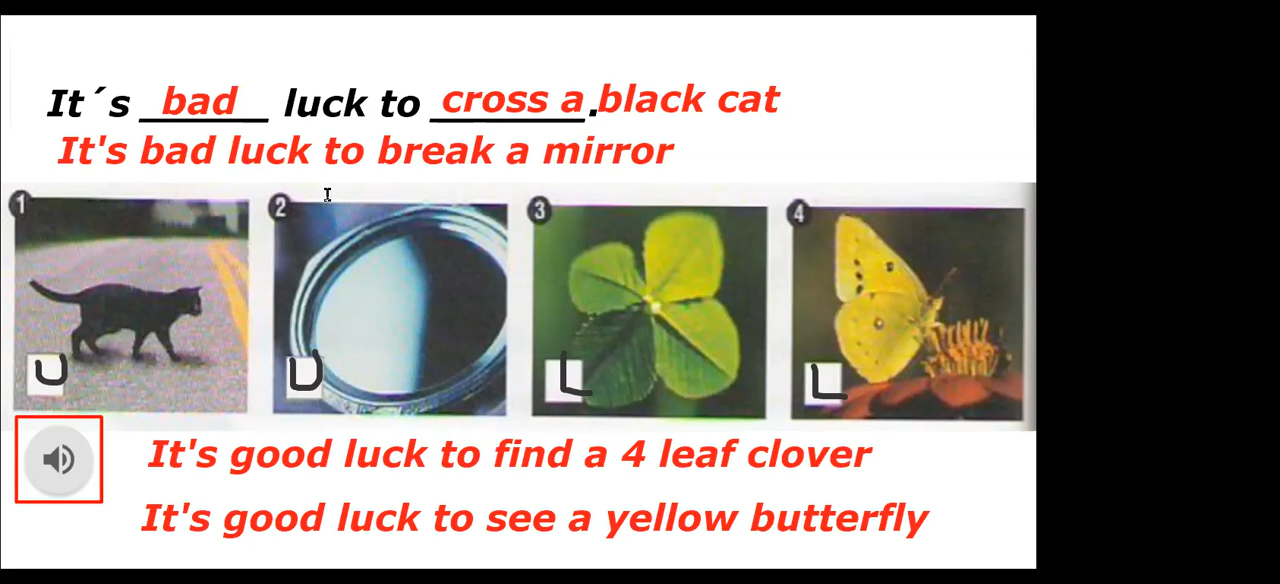 It´s bad luck to cross a.black cat
It's bad luck to break a mirror
1 2 3 4
U U L L
It's good luck to find a 4 leaf clover
It's good luck to see a yellow butterfly